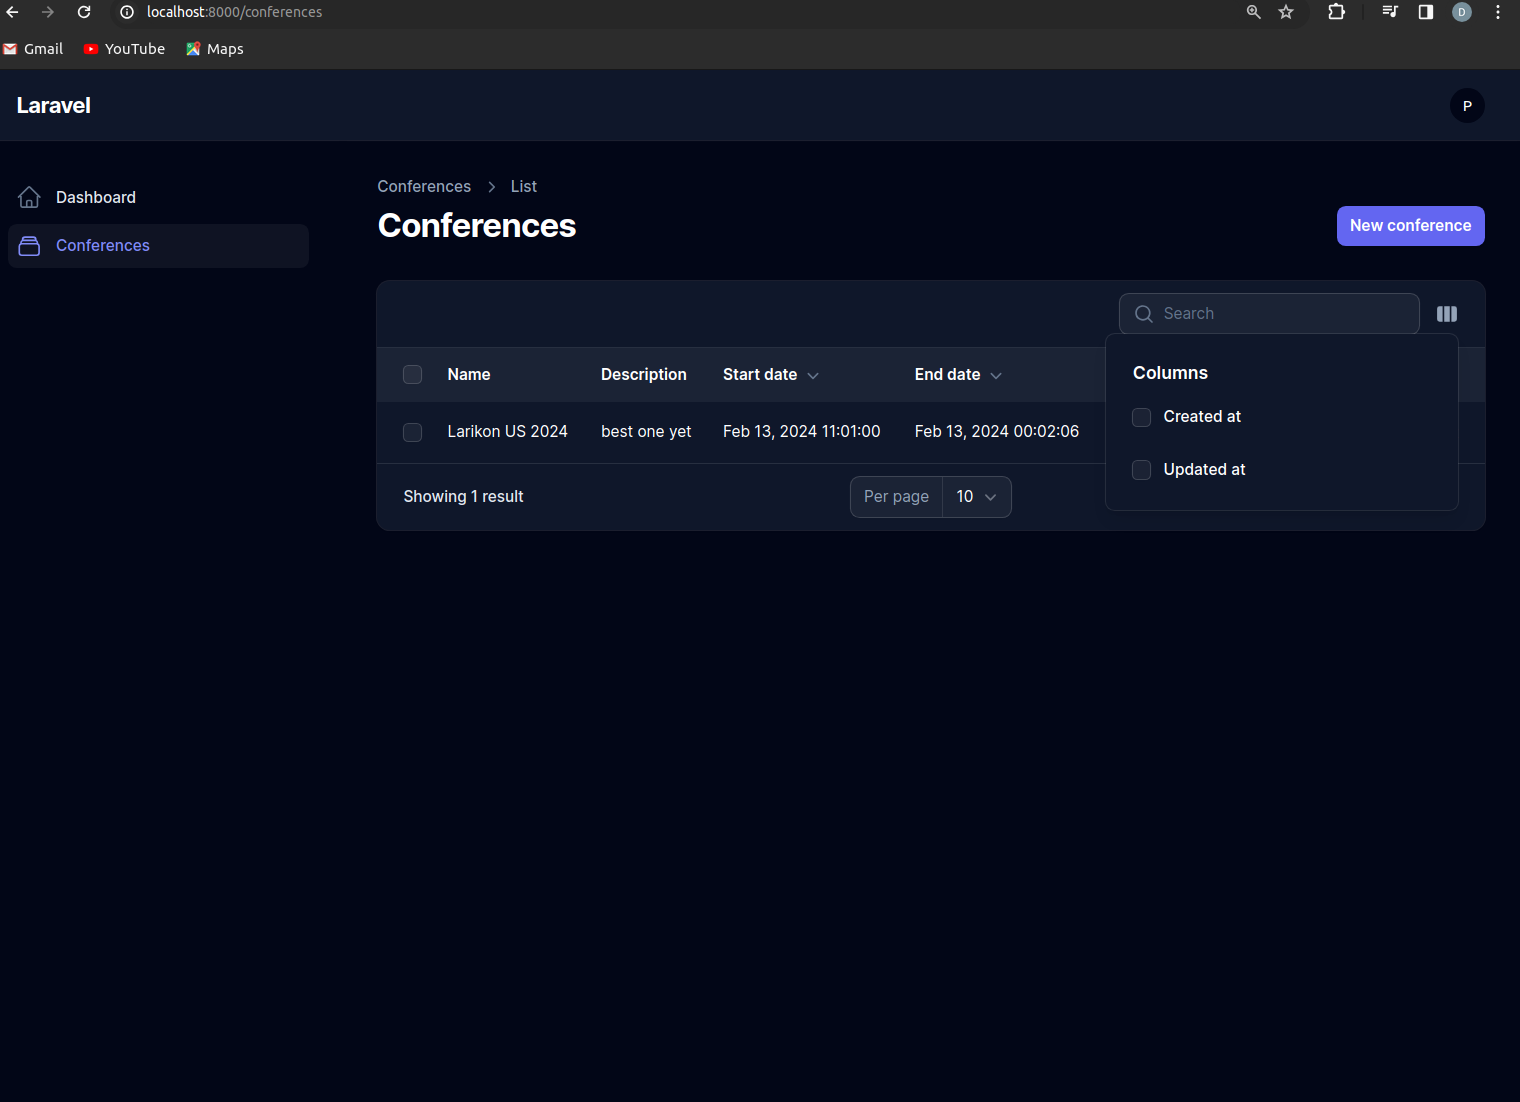 localhost:8000/conferences
Gmail YouTube Maps
Laravel
P
D
Dashboard
Conferences
Conferences > List
Conferences
New conference
Search
Name Description Start date End date
Larikon US 2024 best one yet Feb 13, 2024 11:01:00 Feb 13, 2024 00:02:06
Columns
Created at
Updated at
Showing 1 result
Per page 10